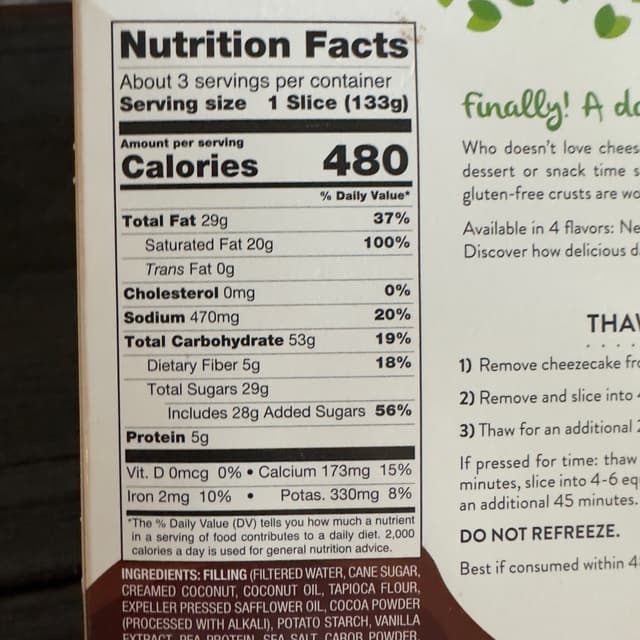 Nutrition Facts
About 3 servings per container
Serving size 1 Slice (133g)
Amount per serving
Calories 480
% Daily Value*
Total Fat 29g 37%
Saturated Fat 20g 100%
Trans Fat 0g
Cholesterol 0mg 0%
Sodium 470mg 20%
Total Carbohydrate 53g 19%
Dietary Fiber 5g 18%
Total Sugars 29g
Includes 28g Added Sugars 56%
Protein 5g
Vit. D 0mcg 0% • Calcium 173mg 15%
Iron 2mg 10% • Potas. 330mg 8%
*The % Daily Value (DV) tells you how much a nutrient
in a serving of food contributes to a daily diet. 2,000
calories a day is used for general nutrition advice.
INGREDIENTS: FILLING (FILTERED WATER, CANE SUGAR,
CREAMED COCONUT, COCONUT OIL, TAPIOCA FLOUR,
EXPELLER PRESSED SAFFLOWER OIL, COCOA POWDER
(PROCESSED WITH ALKALI), POTATO STARCH, VANILLA
EXTRACT, PEA PROTEIN, SEA SALT, CAROB POWDER
finally! A
Who doesn't love
dessert or snack time
gluten-free crusts are
Available in 4 flavors:
Discover how delicious
1) Remove cheezecake
2) Remove and slice into
3) Thaw for an additional
If pressed for time: thaw
minutes, slice into 4-6
an additional 45 minutes.
DO NOT REFREEZE.
Best if consumed within